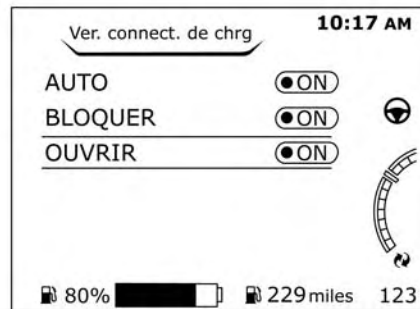 Ver. connect. de chrg 10:17 AM
AUTO ON
BLOQUER ON
OUVRIR ON
80% 229 miles 123